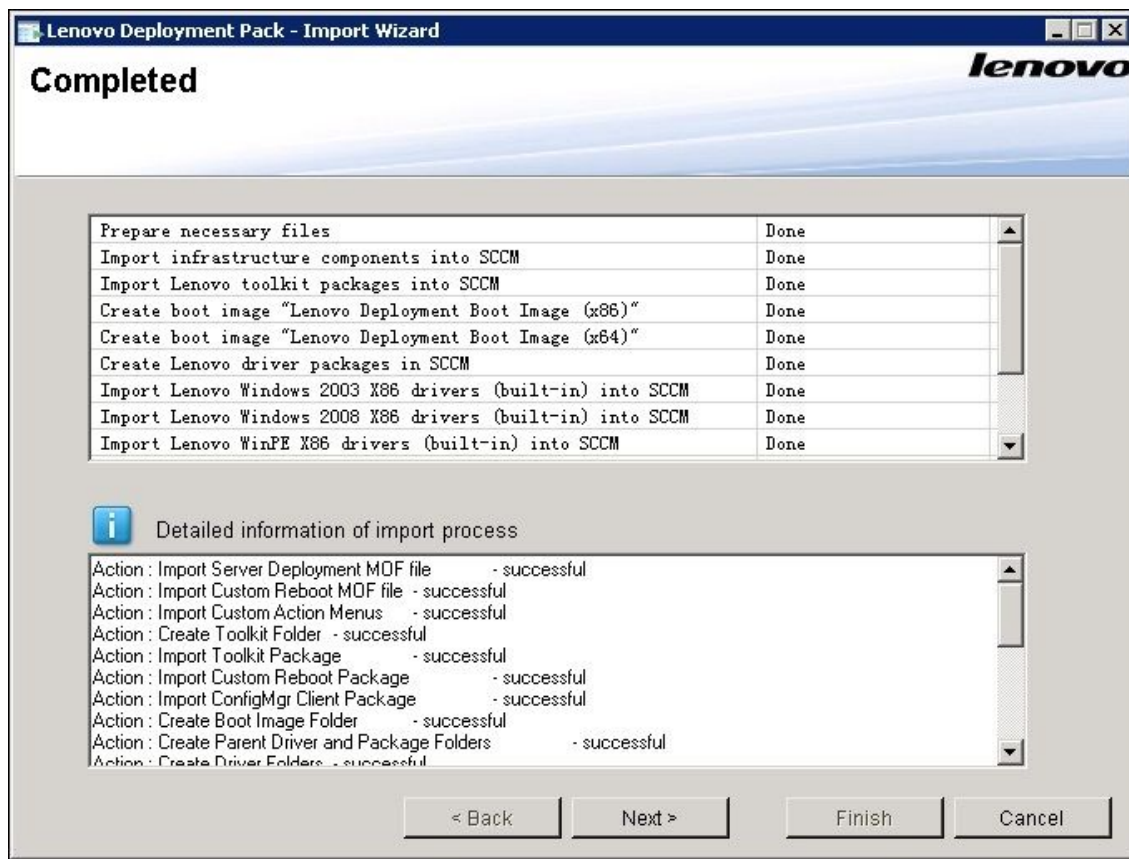 Lenovo Deployment Pack - Import Wizard
Completed
lenovo
Prepare necessary files Done
Import infrastructure components into SCCM Done
Import Lenovo toolkit packages into SCCM Done
Create boot image "Lenovo Deployment Boot Image (x86)" Done
Create boot image "Lenovo Deployment Boot Image (x64)" Done
Create Lenovo driver packages in SCCM Done
Import Lenovo Windows 2003 X86 drivers (built-in) into SCCM Done
Import Lenovo Windows 2008 X86 drivers (built-in) into SCCM Done
Import Lenovo WinPE X86 drivers (built-in) into SCCM Done
i Detailed information of import process
Action : Import Server Deployment MOF file - successful
Action : Import Custom Reboot MOF file - successful
Action : Import Custom Action Menus - successful
Action : Create Toolkit Folder - successful
Action : Import Toolkit Package - successful
Action : Import Custom Reboot Package - successful
Action : Import ConfigMgr Client Package - successful
Action : Create Boot Image Folder - successful
Action : Create Parent Driver and Package Folders - successful
Action : Create Driver Folders - successful
< Back Next > Finish Cancel